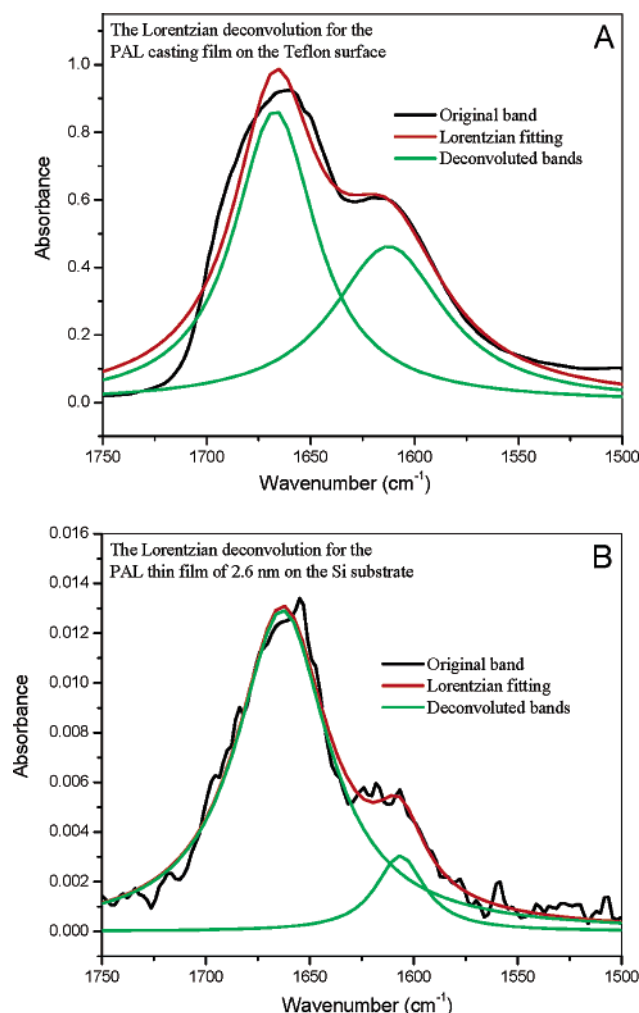 The Lorentzian deconvolution for the
PAL casting film on the Teflon surface
A
Original band
Lorentzian fitting
Deconvoluted bands
Absorbance
1.0
0.8
0.6
0.4
0.2
0.0
1750 1700 1650 1600 1550 1500
Wavenumber (cm⁻¹)
The Lorentzian deconvolution for the
PAL thin film of 2.6 nm on the Si substrate
B
Original band
Lorentzian fitting
Deconvoluted bands
Absorbance
0.016
0.014
0.012
0.010
0.008
0.006
0.004
0.002
0.000
1750 1700 1650 1600 1550 1500
Wavenumber (cm⁻¹)